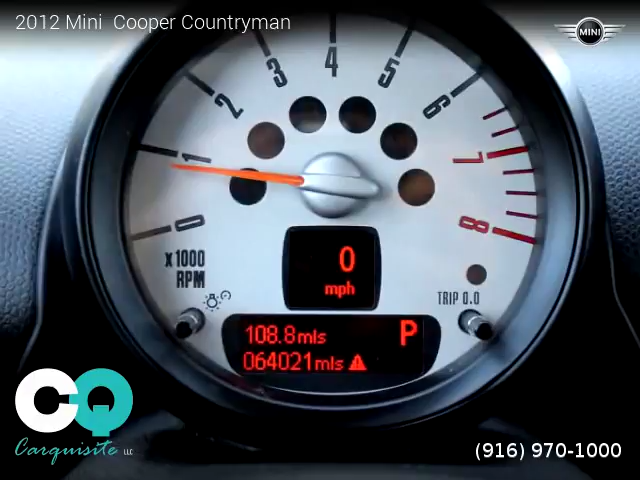 2012 Mini Cooper Countryman
MINI
0
1
2
3
4
5
6
7
8
x1000
RPM
0
mph
TRIP 0.0
108.8mls P
064021mls
CQ
Carquisite LLC
(916) 970-1000